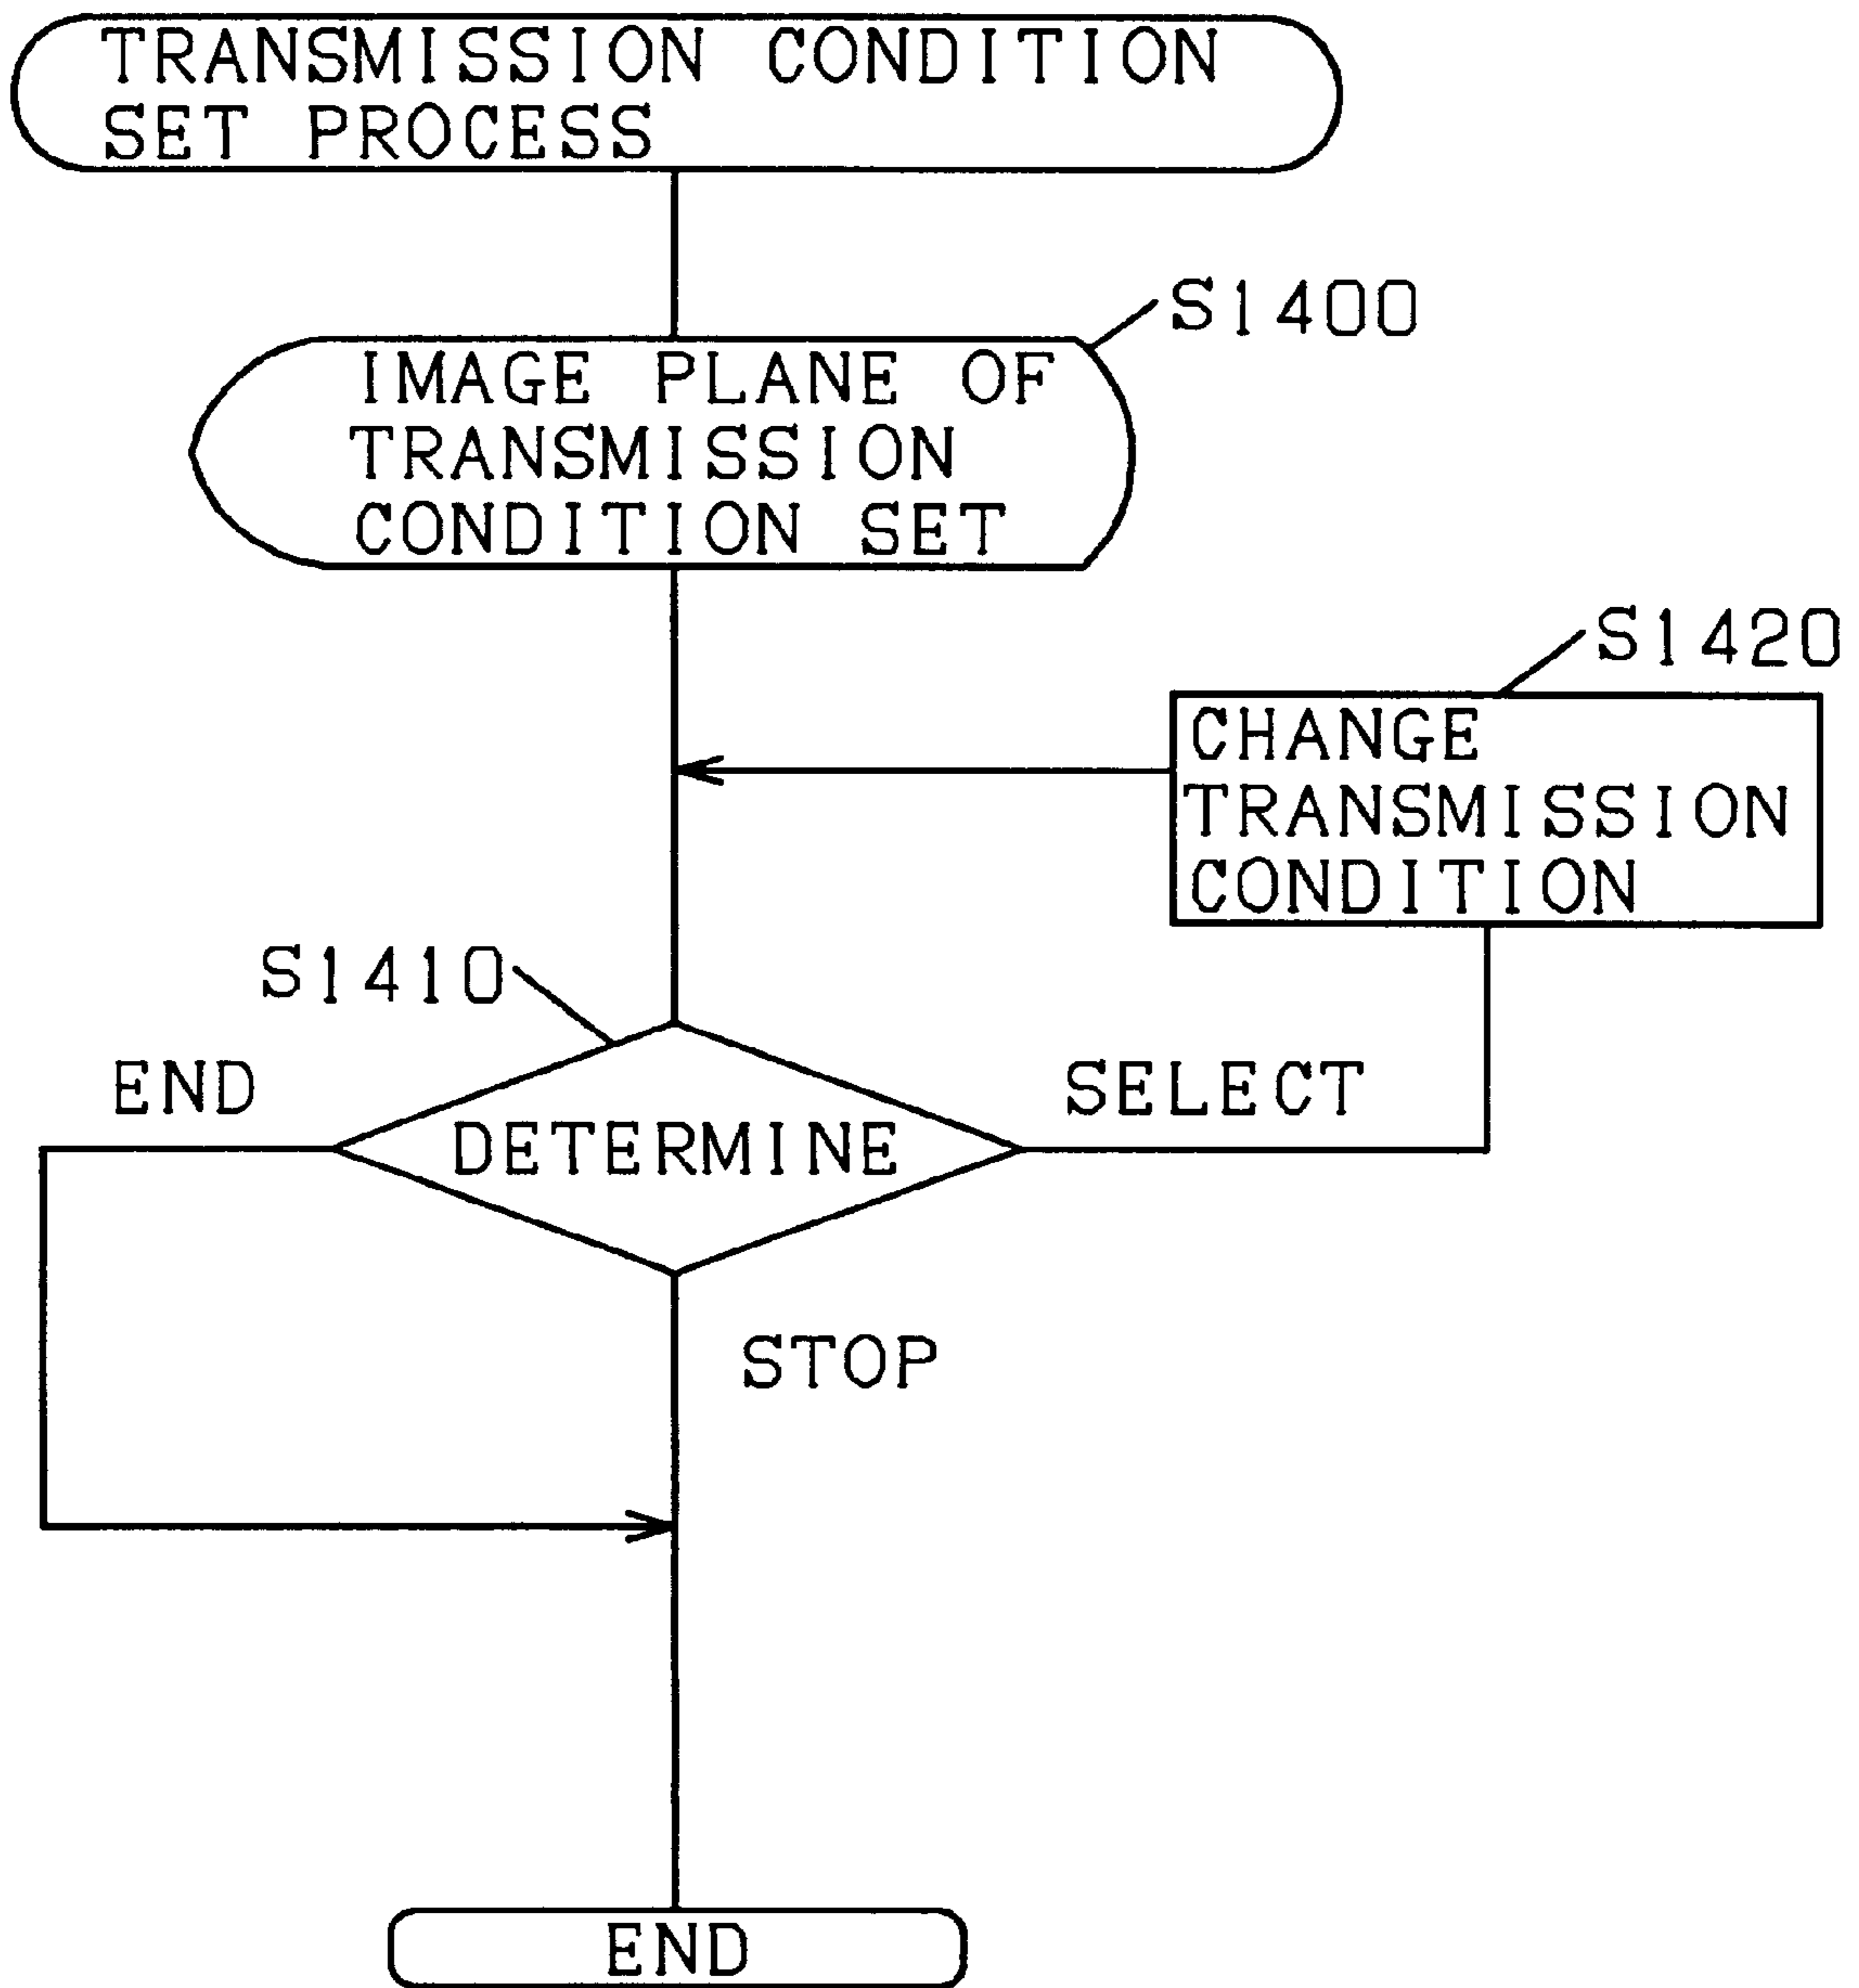 TRANSMISSION CONDITION
SET PROCESS
S1400
IMAGE PLANE OF
TRANSMISSION
CONDITION SET
S1420
CHANGE
TRANSMISSION
CONDITION
S1410
END
SELECT
DETERMINE
STOP
END